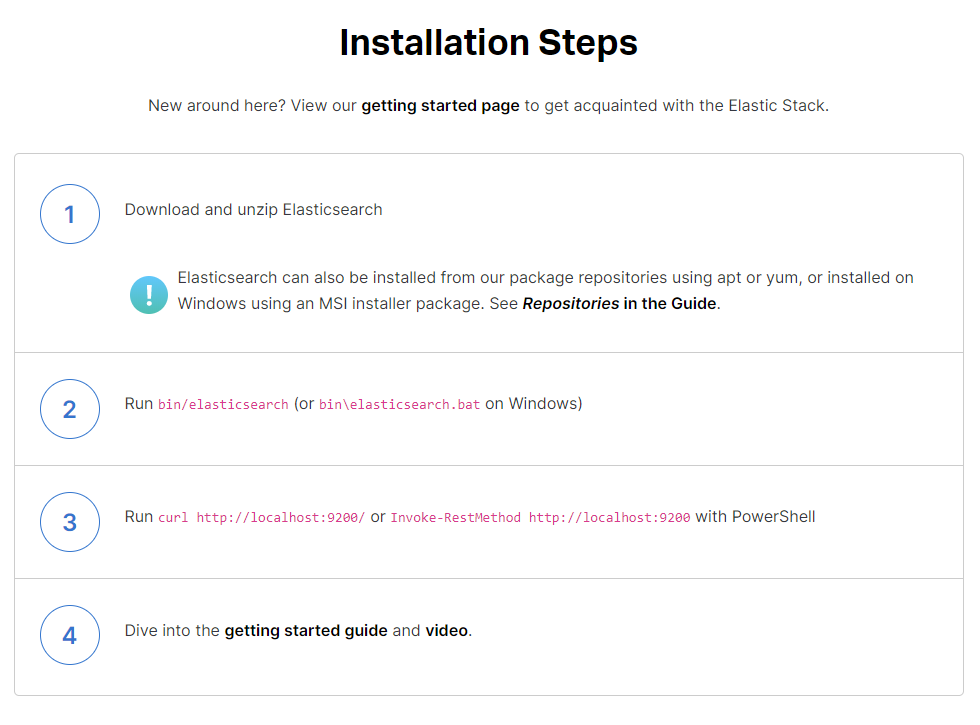 Installation Steps
New around here? View our getting started page to get acquainted with the Elastic Stack.
1
Download and unzip Elasticsearch
!
Elasticsearch can also be installed from our package repositories using apt or yum, or installed on
Windows using an MSI installer package. See Repositories in the Guide.
2
Run bin/elasticsearch (or bin\elasticsearch.bat on Windows)
3
Run curl http://localhost:9200/ or Invoke-RestMethod http://localhost:9200 with PowerShell
4
Dive into the getting started guide and video.